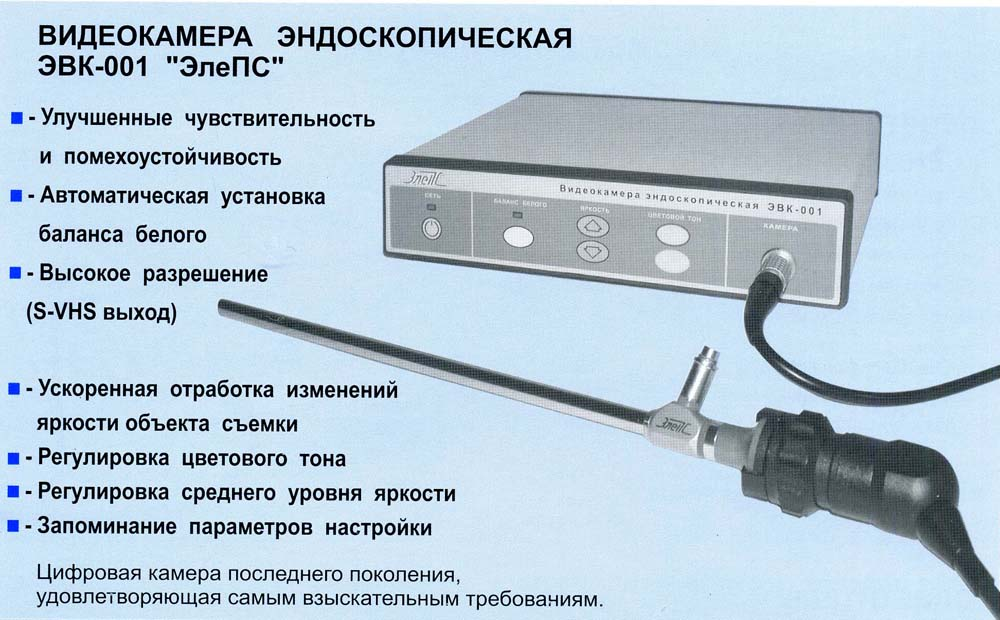 ВИДЕОКАМЕРА ЭНДОСКОПИЧЕСКАЯ
ЭВК-001 "ЭлеПС"
- Улучшенные чувствительность
и помехоустойчивость
- Автоматическая установка
баланса белого
- Высокое разрешение
(S-VHS выход)
- Ускоренная отработка изменений
яркости объекта съемки
- Регулировка цветового тона
- Регулировка среднего уровня яркости
- Запоминание параметров настройки
Цифровая камера последнего поколения,
удовлетворяющая самым взыскательным требованиям.
ЭлеПС
Видеокамера эндоскопическая ЭВК-001
СЕТЬ
БАЛАНС БЕЛОГО
ЯРКОСТЬ
ЦВЕТОВОЙ ТОН
КАМЕРА
ЭлеПС